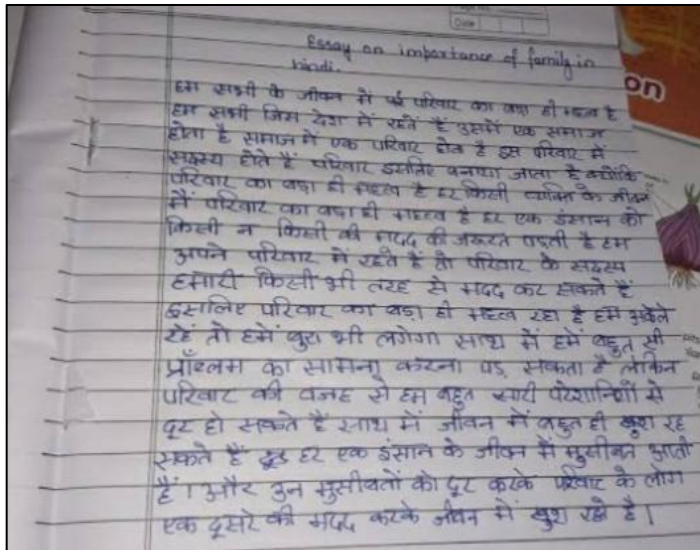 Date
Essay on importance of family in
hindi.
on
हम सभी के जीवन में परिवार का बड़ा ही महत्व है
हम सभी जिस देश में रहते हैं उसमें एक समाज
होता है समाज में एक परिवार होता है इस परिवार में
सदस्य होते हैं परिवार इसलिए बनाया जाता है क्योंकि
परिवार का बड़ा ही महत्व है हर किसी व्यक्ति के जीवन
में परिवार का बड़ा ही महत्व है हर एक इंसान को
किसी न किसी की मदद की जरूरत पड़ती है हम
अपने परिवार में रहते हैं तो परिवार के सदस्य
हमारी किसी भी तरह से मदद कर सकते हैं
इसलिए परिवार का बड़ा ही महत्व रहा है हम अकेले
रहें तो हमें बुरा भी लगेगा साथ में हमें बहुत सी
प्रॉब्लम का सामना करना पड़ सकता है लेकिन
परिवार की वजह से हम बहुत सारी परेशानियों से
दूर हो सकते हैं साथ में जीवन में बहुत ही खुश रह
सकते हैं हर एक इंसान के जीवन में मुसीबत आती
हैं। और उन मुसीबतों को दूर करके परिवार के लोग
एक दूसरे की मदद करके जीवन में खुश रहते है।